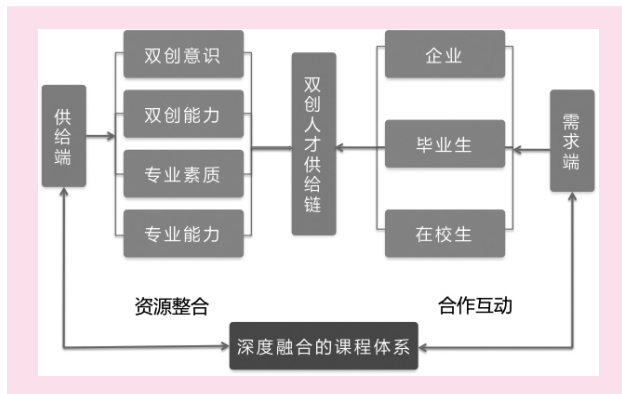 供给端
双创意识
双创能力
专业素质
专业能力
双创人才供给链
企业
毕业生
在校生
需求端
资源整合
合作互动
深度融合的课程体系